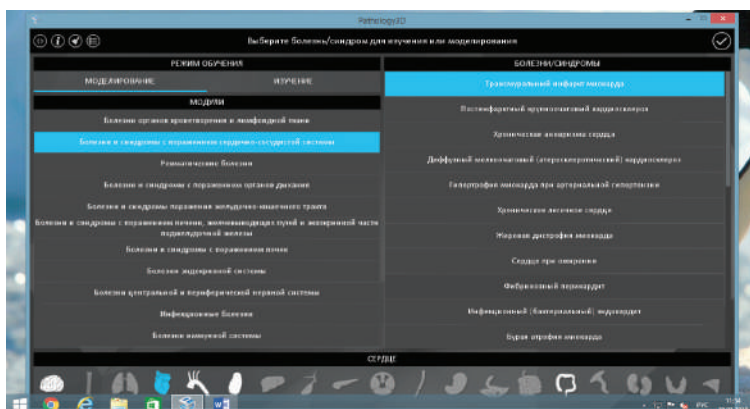 Pathology3D
Выберите болезнь/синдром для изучения или моделирования
РЕЖИМ ОБУЧЕНИЯ
МОДЕЛИРОВАНИЕ
ИЗУЧЕНИЕ
МОДУЛИ
Болезни органов кроветворения и лимфоидной ткани
Болезни и синдромы с поражением сердечно-сосудистой системы
Ревматические болезни
Болезни и синдромы с поражением органов дыхания
Болезни и синдромы поражения желудочно-кишечного тракта
Болезни и синдромы с поражением печени, желчевыводящих путей и экзокринной части
поджелудочной железы
Болезни и синдромы с поражением почек
Болезни эндокринной системы
Болезни центральной и периферической нервной системы
Инфекционные болезни
Болезни иммунной системы
БОЛЕЗНИ/СИНДРОМЫ
Трансмуральный инфаркт миокарда
Постинфарктный крупноочаговый кардиосклероз
Хроническая аневризма сердца
Диффузный мелкоочаговый (атеросклеротический) кардиосклероз
Гипертрофия миокарда при артериальной гипертензии
Хроническое легочное сердце
Жировая дистрофия миокарда
Сердце при ожирении
Фибринозный перикардит
Инфекционный (бактериальный) эндокардит
Бурая атрофия миокарда
СЕРДЦЕ
РУС
11:54